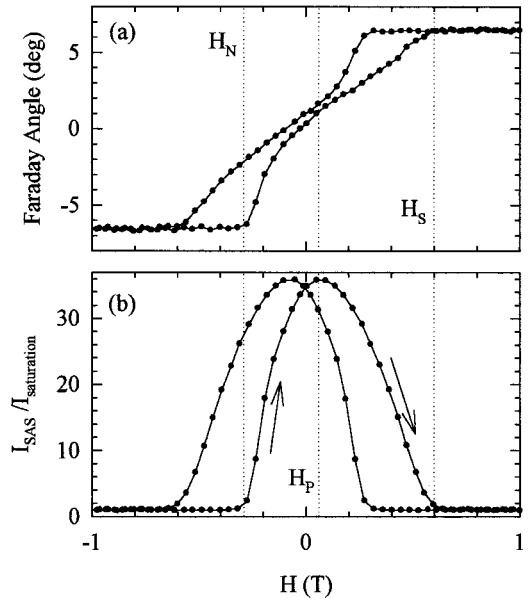 (a)
H_N
H_S
Faraday Angle (deg)
5
0
-5
(b)
H_P
I_SAS /I_saturation
30
20
10
0
-1
0
1
H (T)